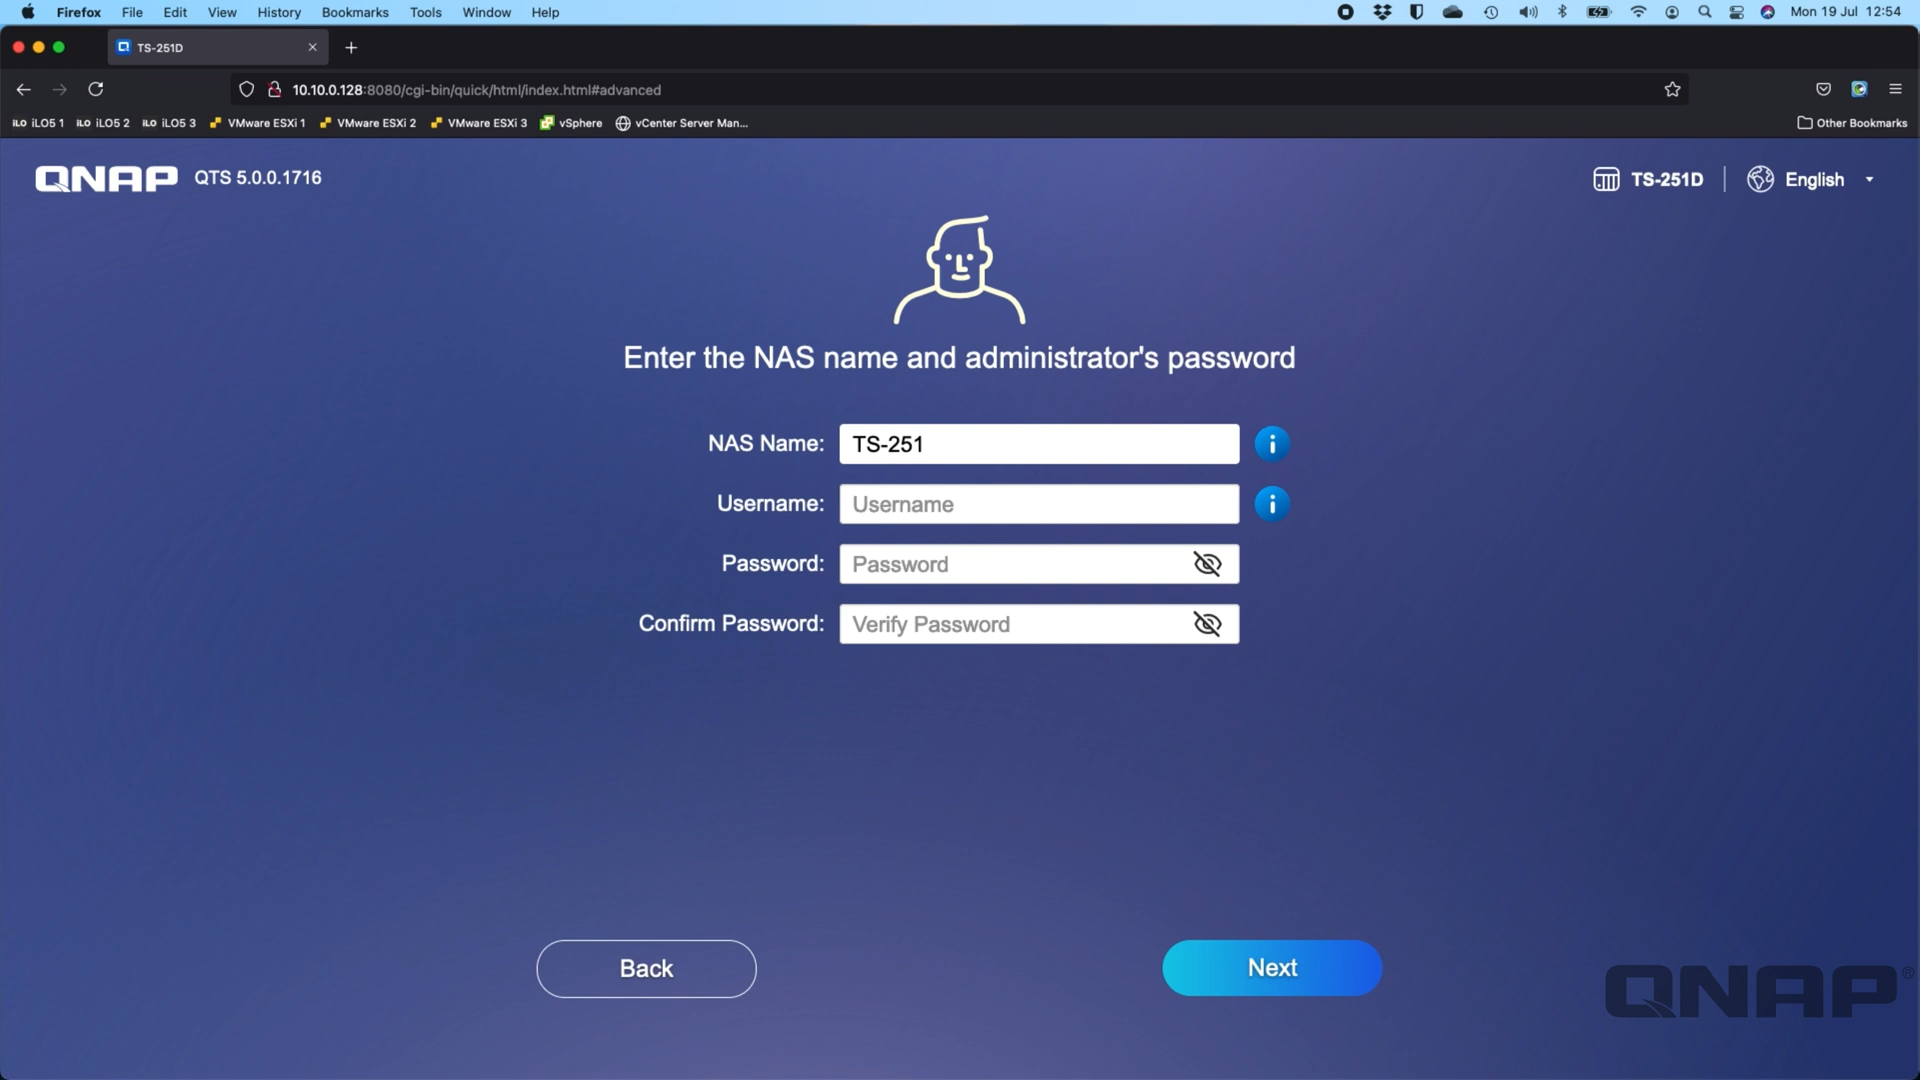 Firefox File Edit View History Bookmarks Tools Window Help Mon 19 Jul 12:54
TS-251D
10.10.0.128:8080/cgi-bin/quick/html/index.html#advanced
iLO iLO5 1 iLO iLO5 2 iLO iLO5 3 VMware ESXi 1 VMware ESXi 2 VMware ESXi 3 vSphere vCenter Server Man... Other Bookmarks
QNAP QTS 5.0.0.1716 TS-251D English
Enter the NAS name and administrator's password
NAS Name: TS-251
Username: Username
Password: Password
Confirm Password: Verify Password
Back Next
QNAP®